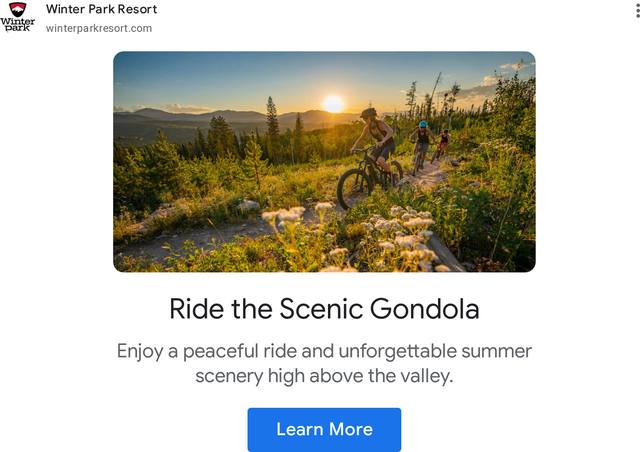 Winter Park Resort
winterparkresort.com
Winter
park
Ride the Scenic Gondola
Enjoy a peaceful ride and unforgettable summer
scenery high above the valley.
Learn More